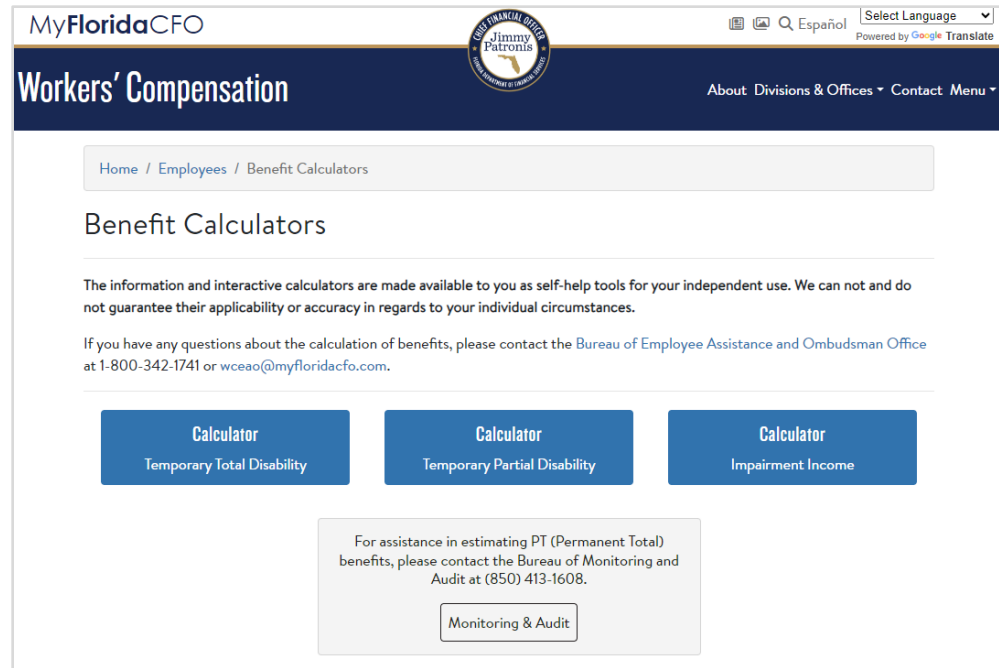 MyFloridaCFO
CHIEF FINANCIAL OFFICER
Jimmy
Patronis
FLORIDA DEPARTMENT OF FINANCIAL SERVICES
Español
Select Language
Powered by Google Translate
Workers' Compensation
About Divisions & Offices Contact Menu
Home / Employees / Benefit Calculators
Benefit Calculators
The information and interactive calculators are made available to you as self-help tools for your independent use. We can not and do
not guarantee their applicability or accuracy in regards to your individual circumstances.
If you have any questions about the calculation of benefits, please contact the Bureau of Employee Assistance and Ombudsman Office
at 1-800-342-1741 or wceao@myfloridacfo.com.
Calculator
Temporary Total Disability
Calculator
Temporary Partial Disability
Calculator
Impairment Income
For assistance in estimating PT (Permanent Total)
benefits, please contact the Bureau of Monitoring and
Audit at (850) 413-1608.
Monitoring & Audit